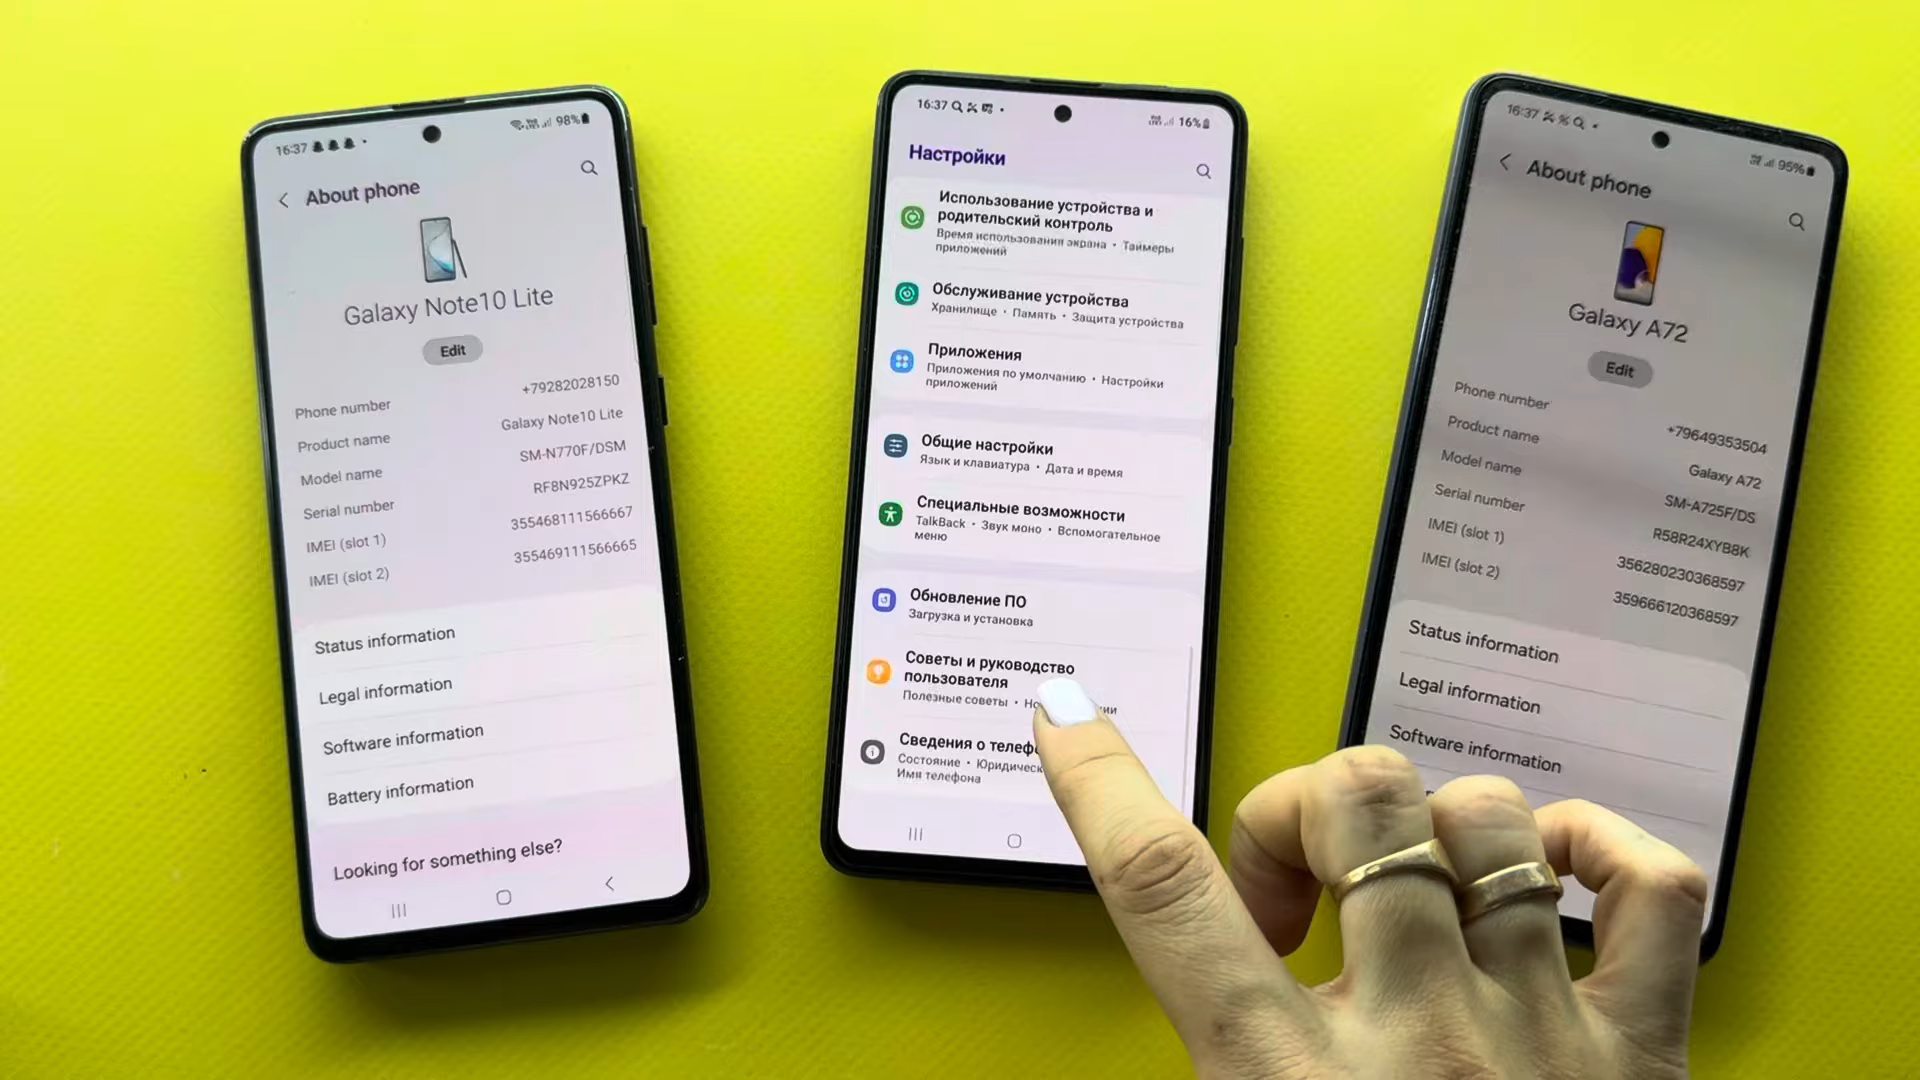 16:37
98%
About phone
Galaxy Note10 Lite
Edit
Phone number +79282028150
Product name Galaxy Note10 Lite
Model name SM-N770F/DSM
Serial number RF8N925ZPKZ
IMEI (slot 1) 355468111566667
IMEI (slot 2) 355469111566665
Status information
Legal information
Software information
Battery information
Looking for something else?
16:37
16%
Настройки
Использование устройства и
родительский контроль
Время использования экрана • Таймеры
приложений
Обслуживание устройства
Хранилище • Память • Защита устройства
Приложения
Приложения по умолчанию • Настройки
приложений
Общие настройки
Язык и клавиатура • Дата и время
Специальные возможности
TalkBack • Звук моно • Вспомогательное
меню
Обновление ПО
Загрузка и установка
Советы и руководство
пользователя
Полезные советы •
Сведения о
Состояние •
Имя телефона
16:37
95%
About phone
Galaxy A72
Edit
Phone number +79649353504
Product name Galaxy A72
Model name SM-A725F/DS
Serial number R58R24XYB8K
IMEI (slot 1) 356280230368597
IMEI (slot 2) 359666120368597
Status information
Legal information
Software information